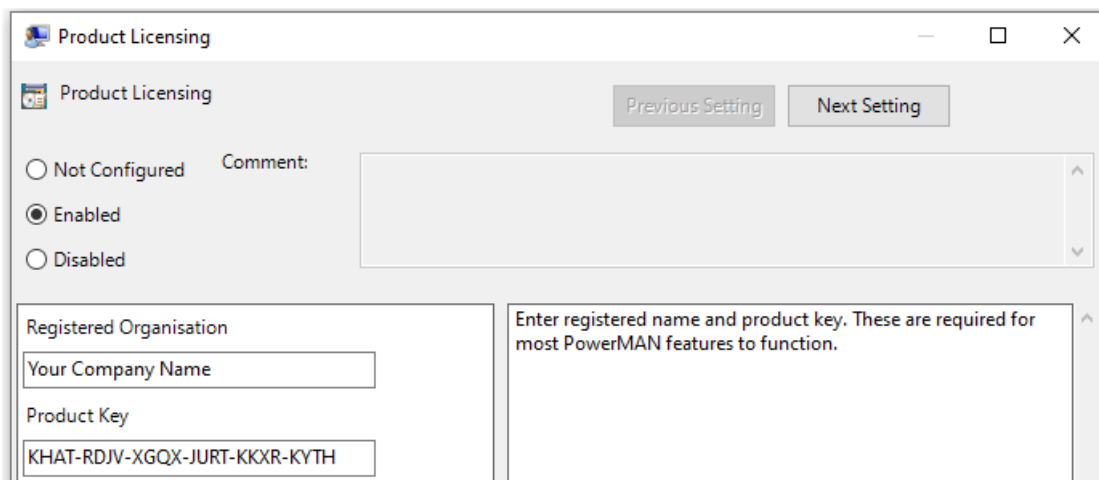 Product Licensing
Product Licensing
Previous Setting
Next Setting
Not Configured
Comment:
Enabled
Disabled
Registered Organisation
Your Company Name
Product Key
KHAT-RDJV-XGQX-JURT-KKXR-KYTH
Enter registered name and product key. These are required for
most PowerMAN features to function.